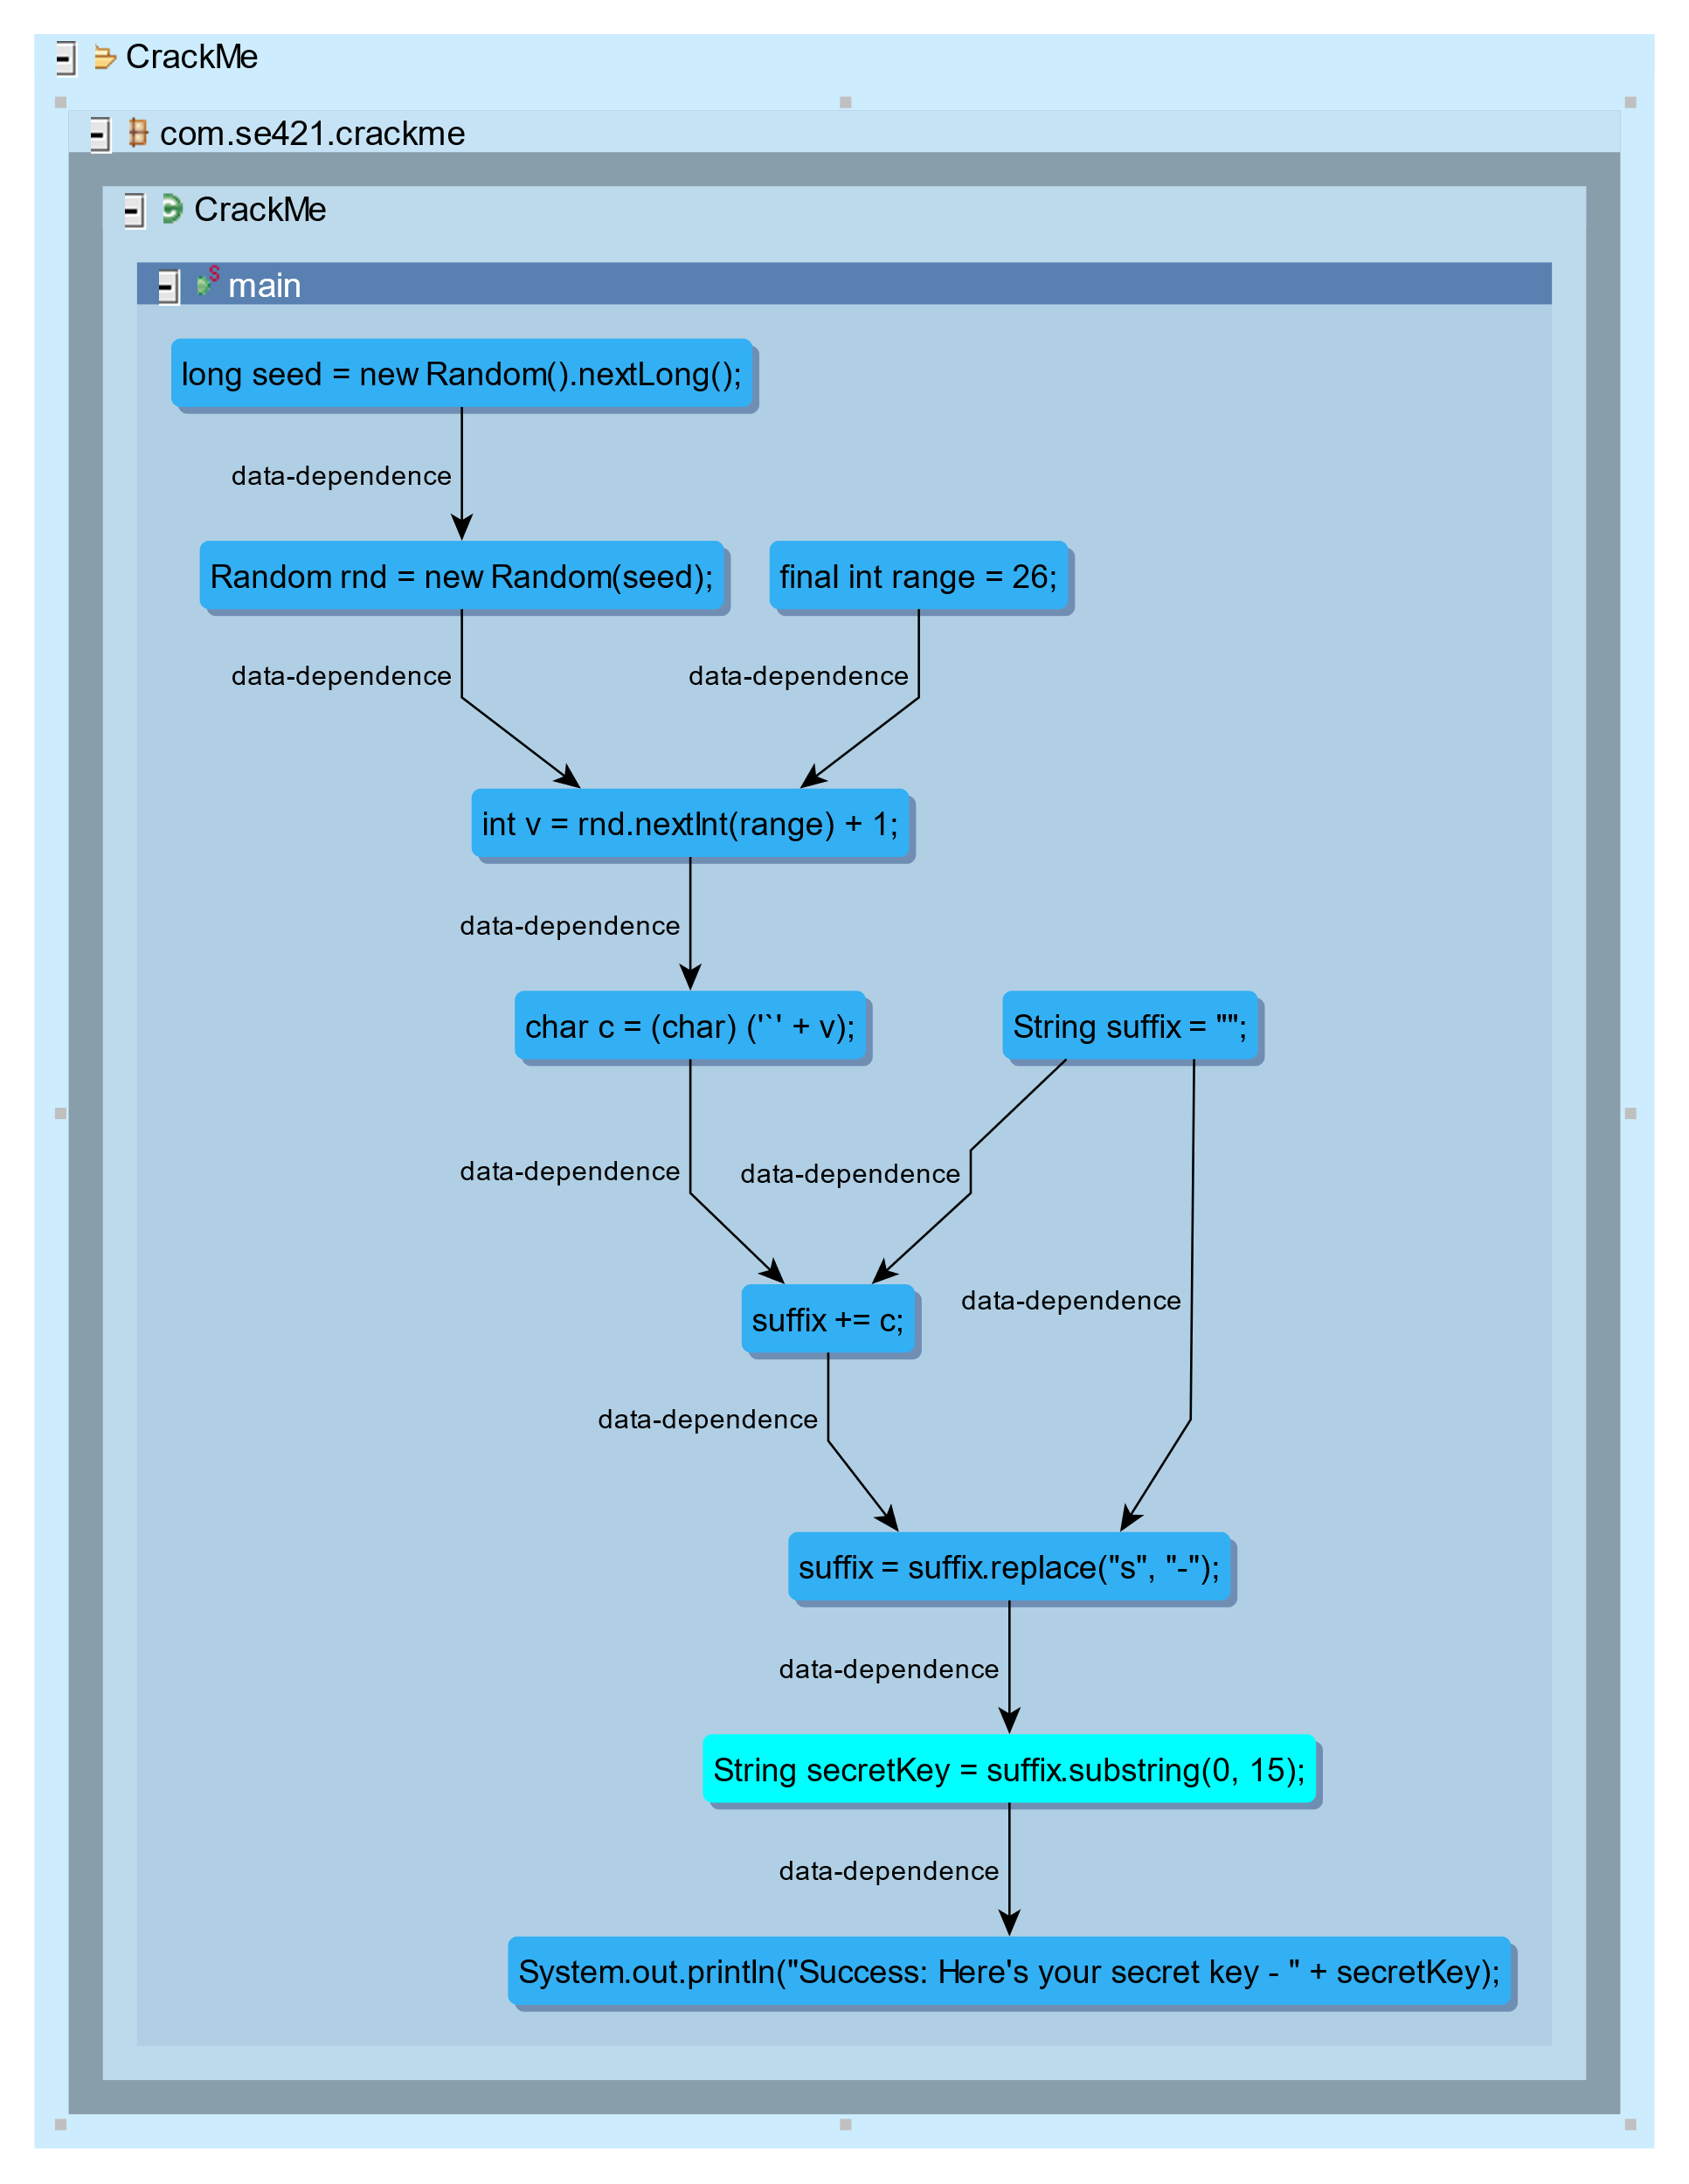 CrackMe
com.se421.crackme
CrackMe
main
long seed = new Random().nextLong();
data-dependence
Random rnd = new Random(seed);
final int range = 26;
data-dependence
data-dependence
int v = rnd.nextInt(range) + 1;
data-dependence
char c = (char) ('`' + v);
String suffix = "";
data-dependence
data-dependence
suffix += c;
data-dependence
data-dependence
suffix = suffix.replace("s", "-");
data-dependence
String secretKey = suffix.substring(0, 15);
data-dependence
System.out.println("Success: Here's your secret key - " + secretKey);